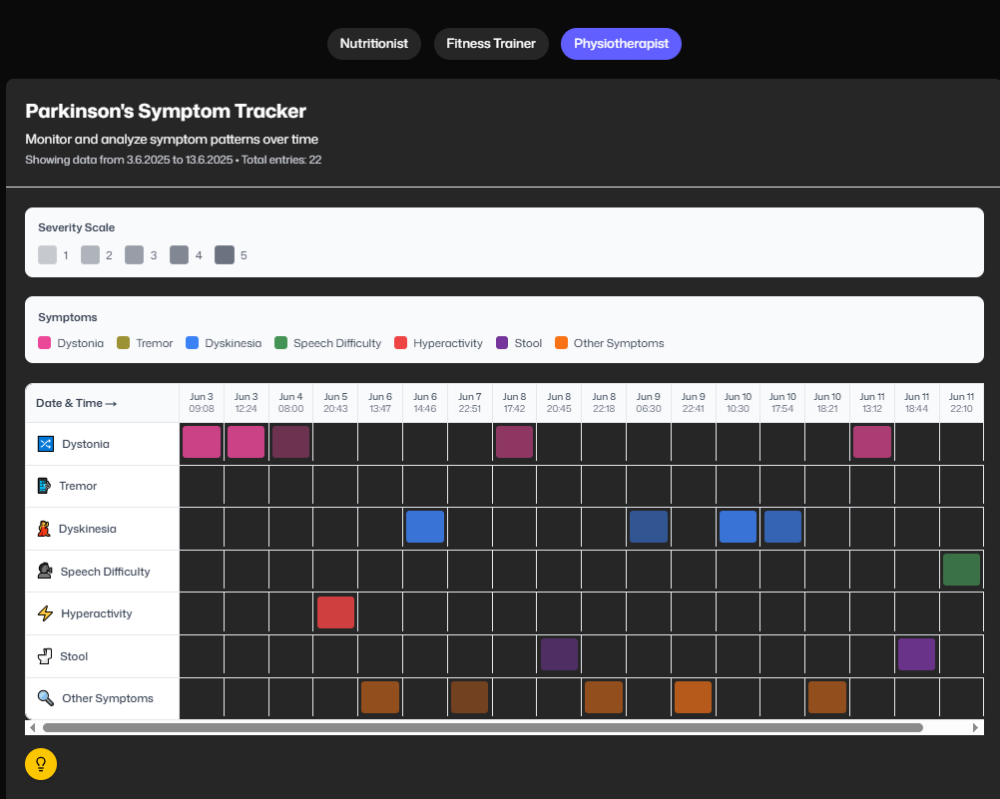 Nutritionist Fitness Trainer Physiotherapist
Parkinson's Symptom Tracker
Monitor and analyze symptom patterns over time
Showing data from 3.6.2025 to 13.6.2025 • Total entries: 22
Severity Scale
1 2 3 4 5
Symptoms
Dystonia Tremor Dyskinesia Speech Difficulty Hyperactivity Stool Other Symptoms
Date & Time → Jun 3 Jun 3 Jun 4 Jun 5 Jun 6 Jun 6 Jun 7 Jun 8 Jun 8 Jun 8 Jun 9 Jun 9 Jun 10 Jun 10 Jun 10 Jun 11 Jun 11 Jun 11
09:08 12:24 08:00 20:43 13:47 14:46 22:51 17:42 20:45 22:18 06:30 22:41 10:30 17:54 18:21 13:12 18:44 22:10
Dystonia
Tremor
Dyskinesia
Speech Difficulty
Hyperactivity
Stool
Other Symptoms